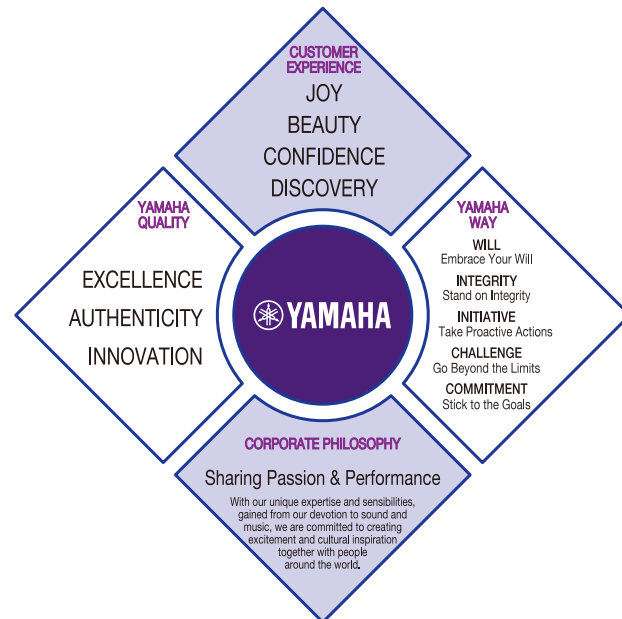 CUSTOMER
EXPERIENCE
JOY
BEAUTY
CONFIDENCE
DISCOVERY
YAMAHA
QUALITY
EXCELLENCE
AUTHENTICITY
INNOVATION
YAMAHA
YAMAHA
WAY
WILL
Embrace Your Will
INTEGRITY
Stand on Integrity
INITIATIVE
Take Proactive Actions
CHALLENGE
Go Beyond the Limits
COMMITMENT
Stick to the Goals
CORPORATE PHILOSOPHY
Sharing Passion & Performance
With our unique expertise and sensibilities,
gained from our devotion to sound and
music, we are committed to creating
excitement and cultural inspiration
together with people
around the world.